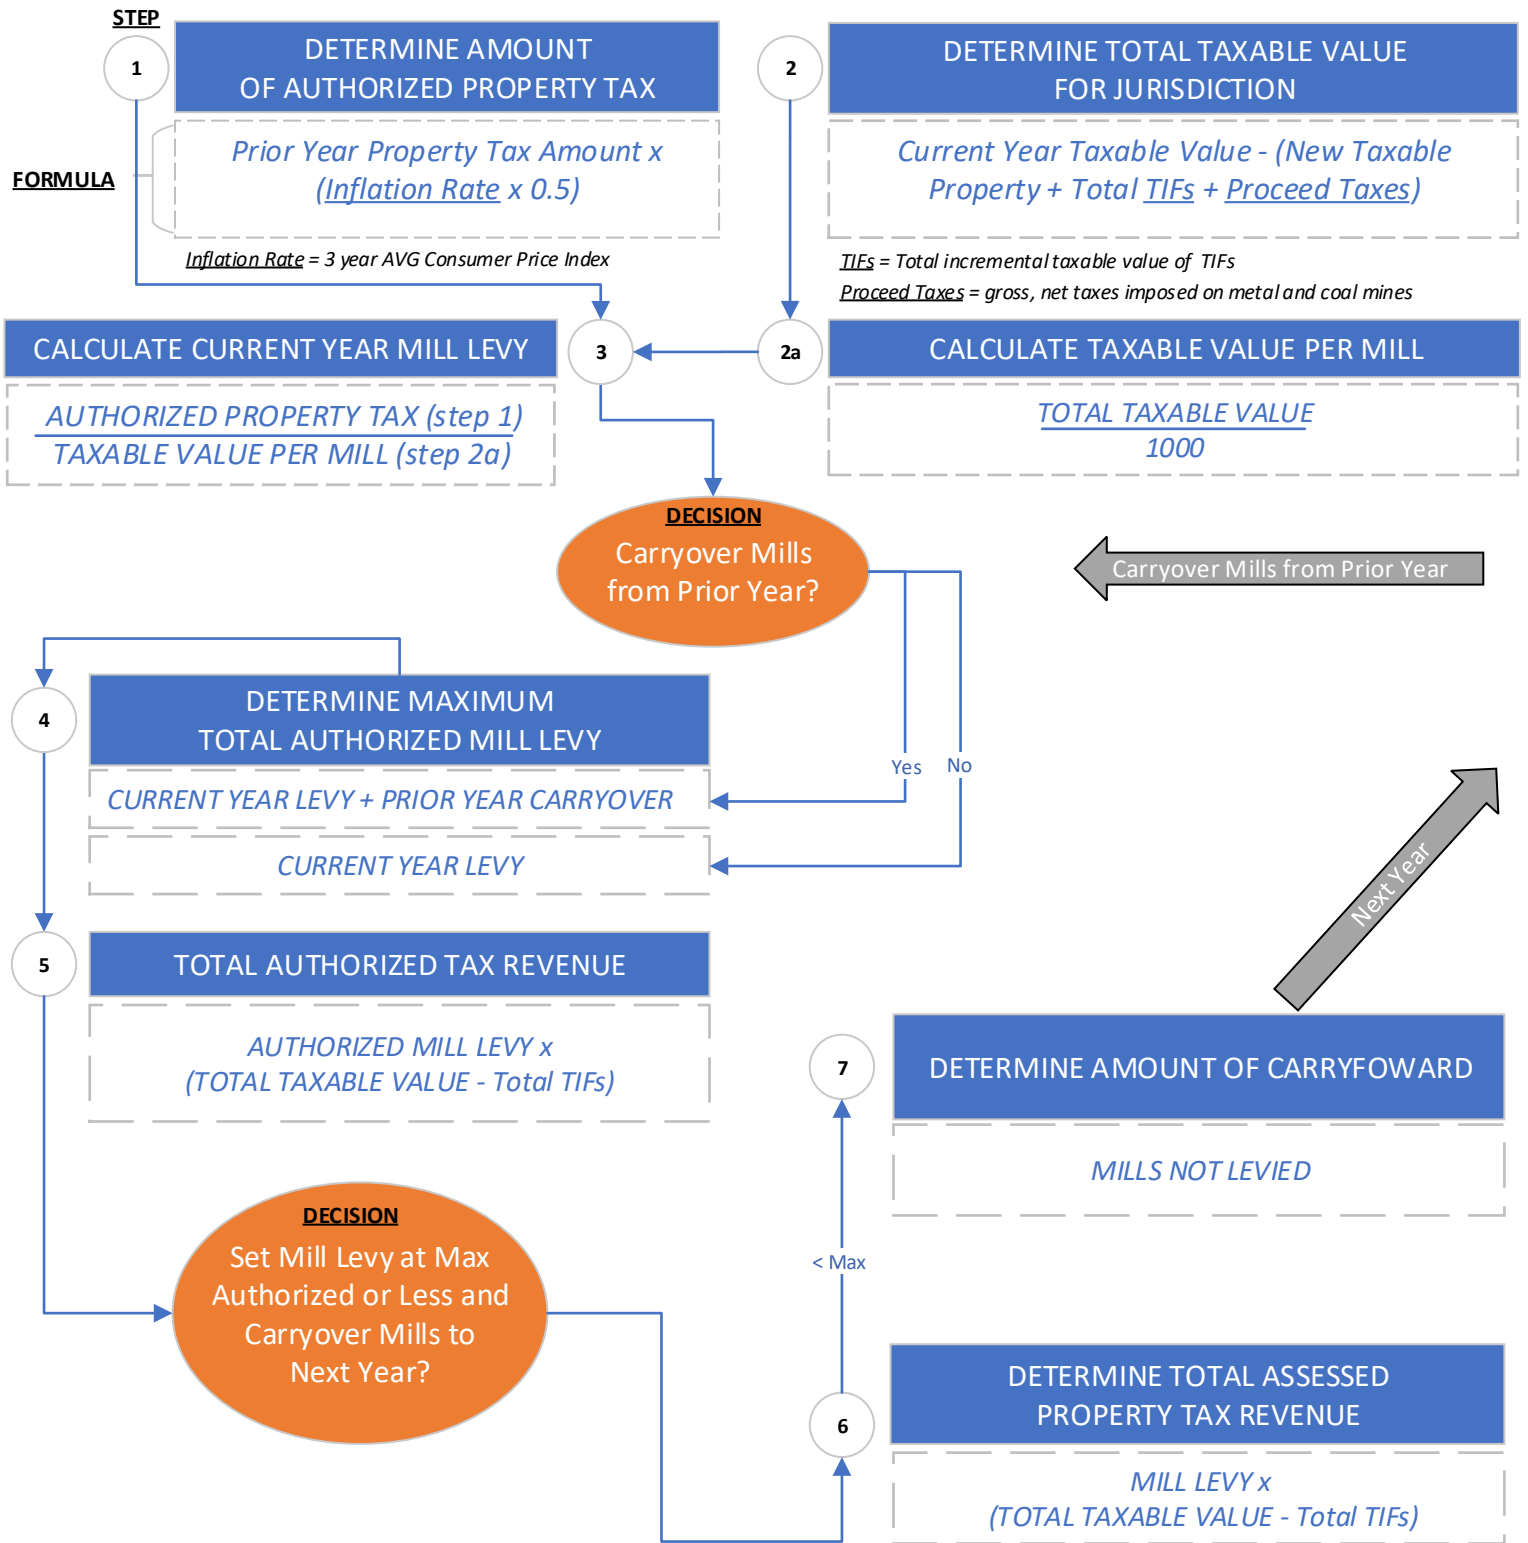 STEP
1
DETERMINE AMOUNT
OF AUTHORIZED PROPERTY TAX
FORMULA
Prior Year Property Tax Amount x
(Inflation Rate x 0.5)
Inflation Rate = 3 year AVG Consumer Price Index
2
DETERMINE TOTAL TAXABLE VALUE
FOR JURISDICTION
Current Year Taxable Value - (New Taxable
Property + Total TIFs + Proceed Taxes)
TIFs = Total incremental taxable value of TIFs
Proceed Taxes = gross, net taxes imposed on metal and coal mines
CALCULATE CURRENT YEAR MILL LEVY
3
AUTHORIZED PROPERTY TAX (step 1)
TAXABLE VALUE PER MILL (step 2a)
2a
CALCULATE TAXABLE VALUE PER MILL
TOTAL TAXABLE VALUE
1000
DECISION
Carryover Mills
from Prior Year?
Carryover Mills from Prior Year
4
DETERMINE MAXIMUM
TOTAL AUTHORIZED MILL LEVY
Yes
No
CURRENT YEAR LEVY + PRIOR YEAR CARRYOVER
CURRENT YEAR LEVY
Next Year
5
TOTAL AUTHORIZED TAX REVENUE
AUTHORIZED MILL LEVY x
(TOTAL TAXABLE VALUE - Total TIFs)
7
DETERMINE AMOUNT OF CARRYFOWARD
MILLS NOT LEVIED
DECISION
Set Mill Levy at Max
Authorized or Less and
Carryover Mills to
Next Year?
< Max
6
DETERMINE TOTAL ASSESSED
PROPERTY TAX REVENUE
MILL LEVY x
(TOTAL TAXABLE VALUE - Total TIFs)